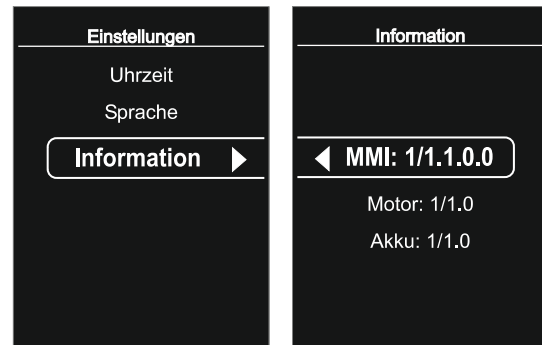 Einstellungen
Uhrzeit
Sprache
Information
Information
MMI: 1/1.1.0.0
Motor: 1/1.0
Akku: 1/1.0